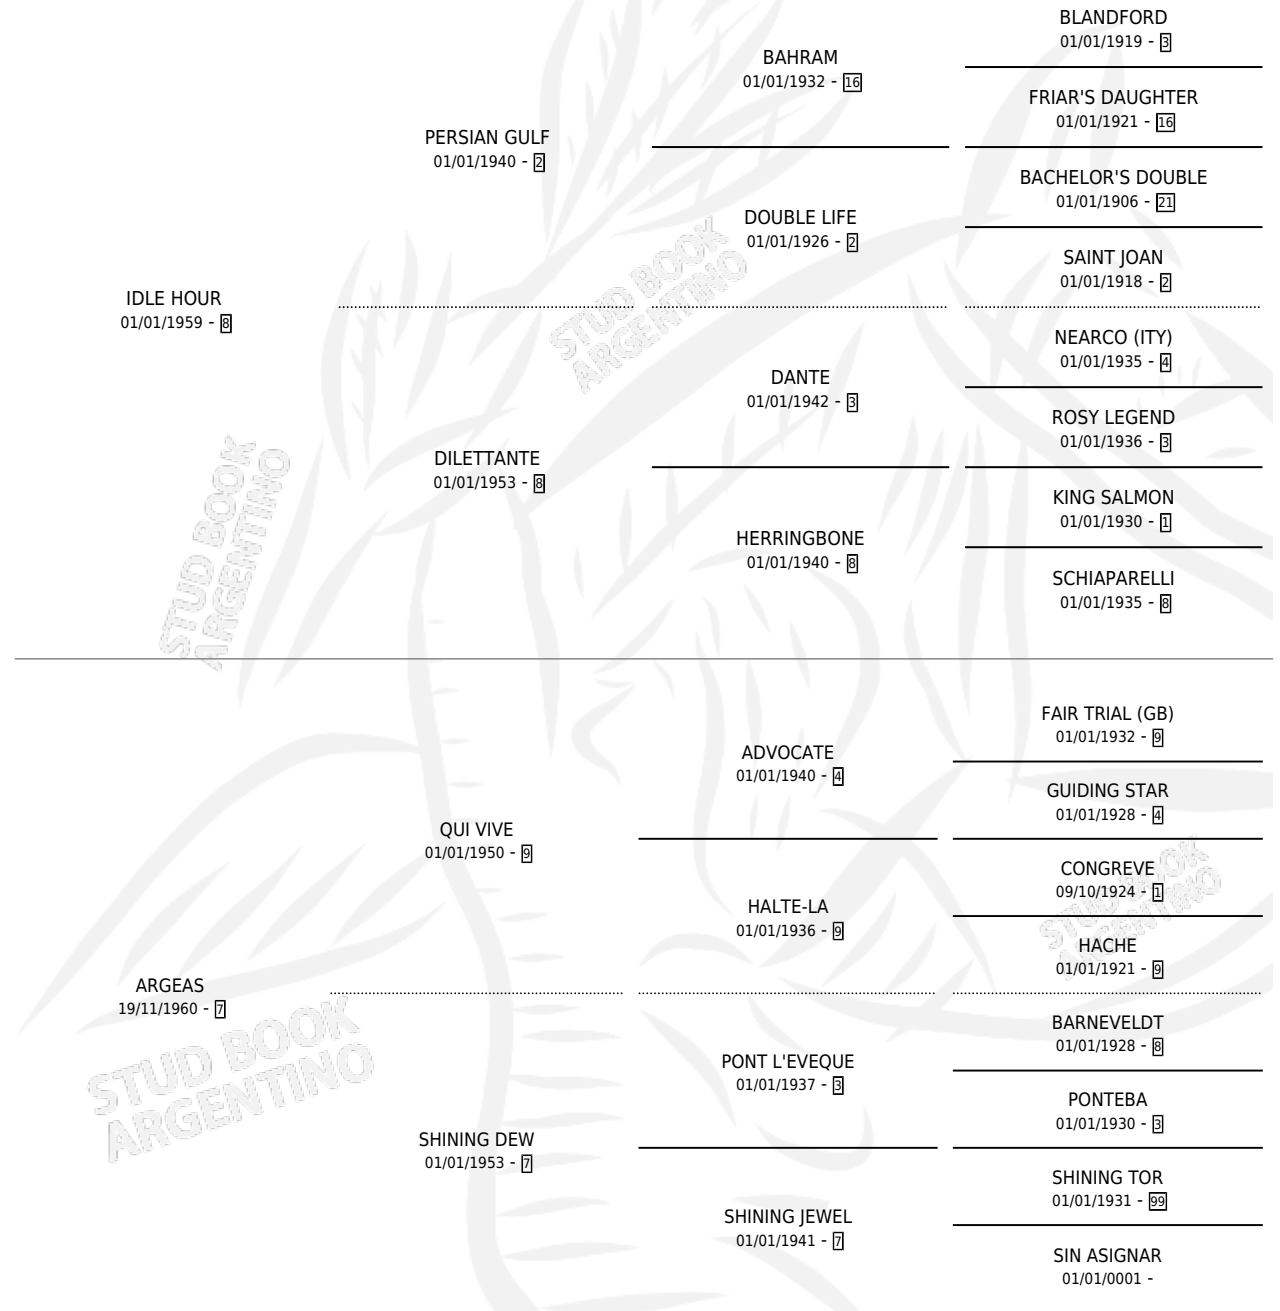 BLANDFORD
01/01/1919 - 3
BAHRAM
01/01/1932 - 16
FRIAR'S DAUGHTER
01/01/1921 - 16
PERSIAN GULF
01/01/1940 - 2
BACHELOR'S DOUBLE
01/01/1906 - 21
DOUBLE LIFE
01/01/1926 - 2
SAINT JOAN
01/01/1918 - 2
IDLE HOUR
01/01/1959 - 8
STUD BOOK
ARGENTINO
NEARCO (ITY)
01/01/1935 - 4
DANTE
01/01/1942 - 3
ROSY LEGEND
01/01/1936 - 3
DILETTANTE
01/01/1953 - 8
KING SALMON
01/01/1930 - 1
HERRINGBONE
01/01/1940 - 8
SCHIAPARELLI
01/01/1935 - 8
STUD BOOK
ARGENTINO
FAIR TRIAL (GB)
01/01/1932 - 9
ADVOCATE
01/01/1940 - 4
GUIDING STAR
01/01/1928 - 4
QUI VIVE
01/01/1950 - 9
CONGREVE
09/10/1924 - 1
HALTE-LA
01/01/1936 - 9
HACHE
01/01/1921 - 9
STUD BOOK
ARGENTINO
ARGEAS
19/11/1960 - 7
BARNEVELDT
01/01/1928 - 8
PONT L'EVEQUE
01/01/1937 - 3
PONTEBA
01/01/1930 - 3
STUD BOOK
ARGENTINO
SHINING DEW
01/01/1953 - 7
SHINING TOR
01/01/1931 - 99
SHINING JEWEL
01/01/1941 - 7
SIN ASIGNAR
01/01/0001 -